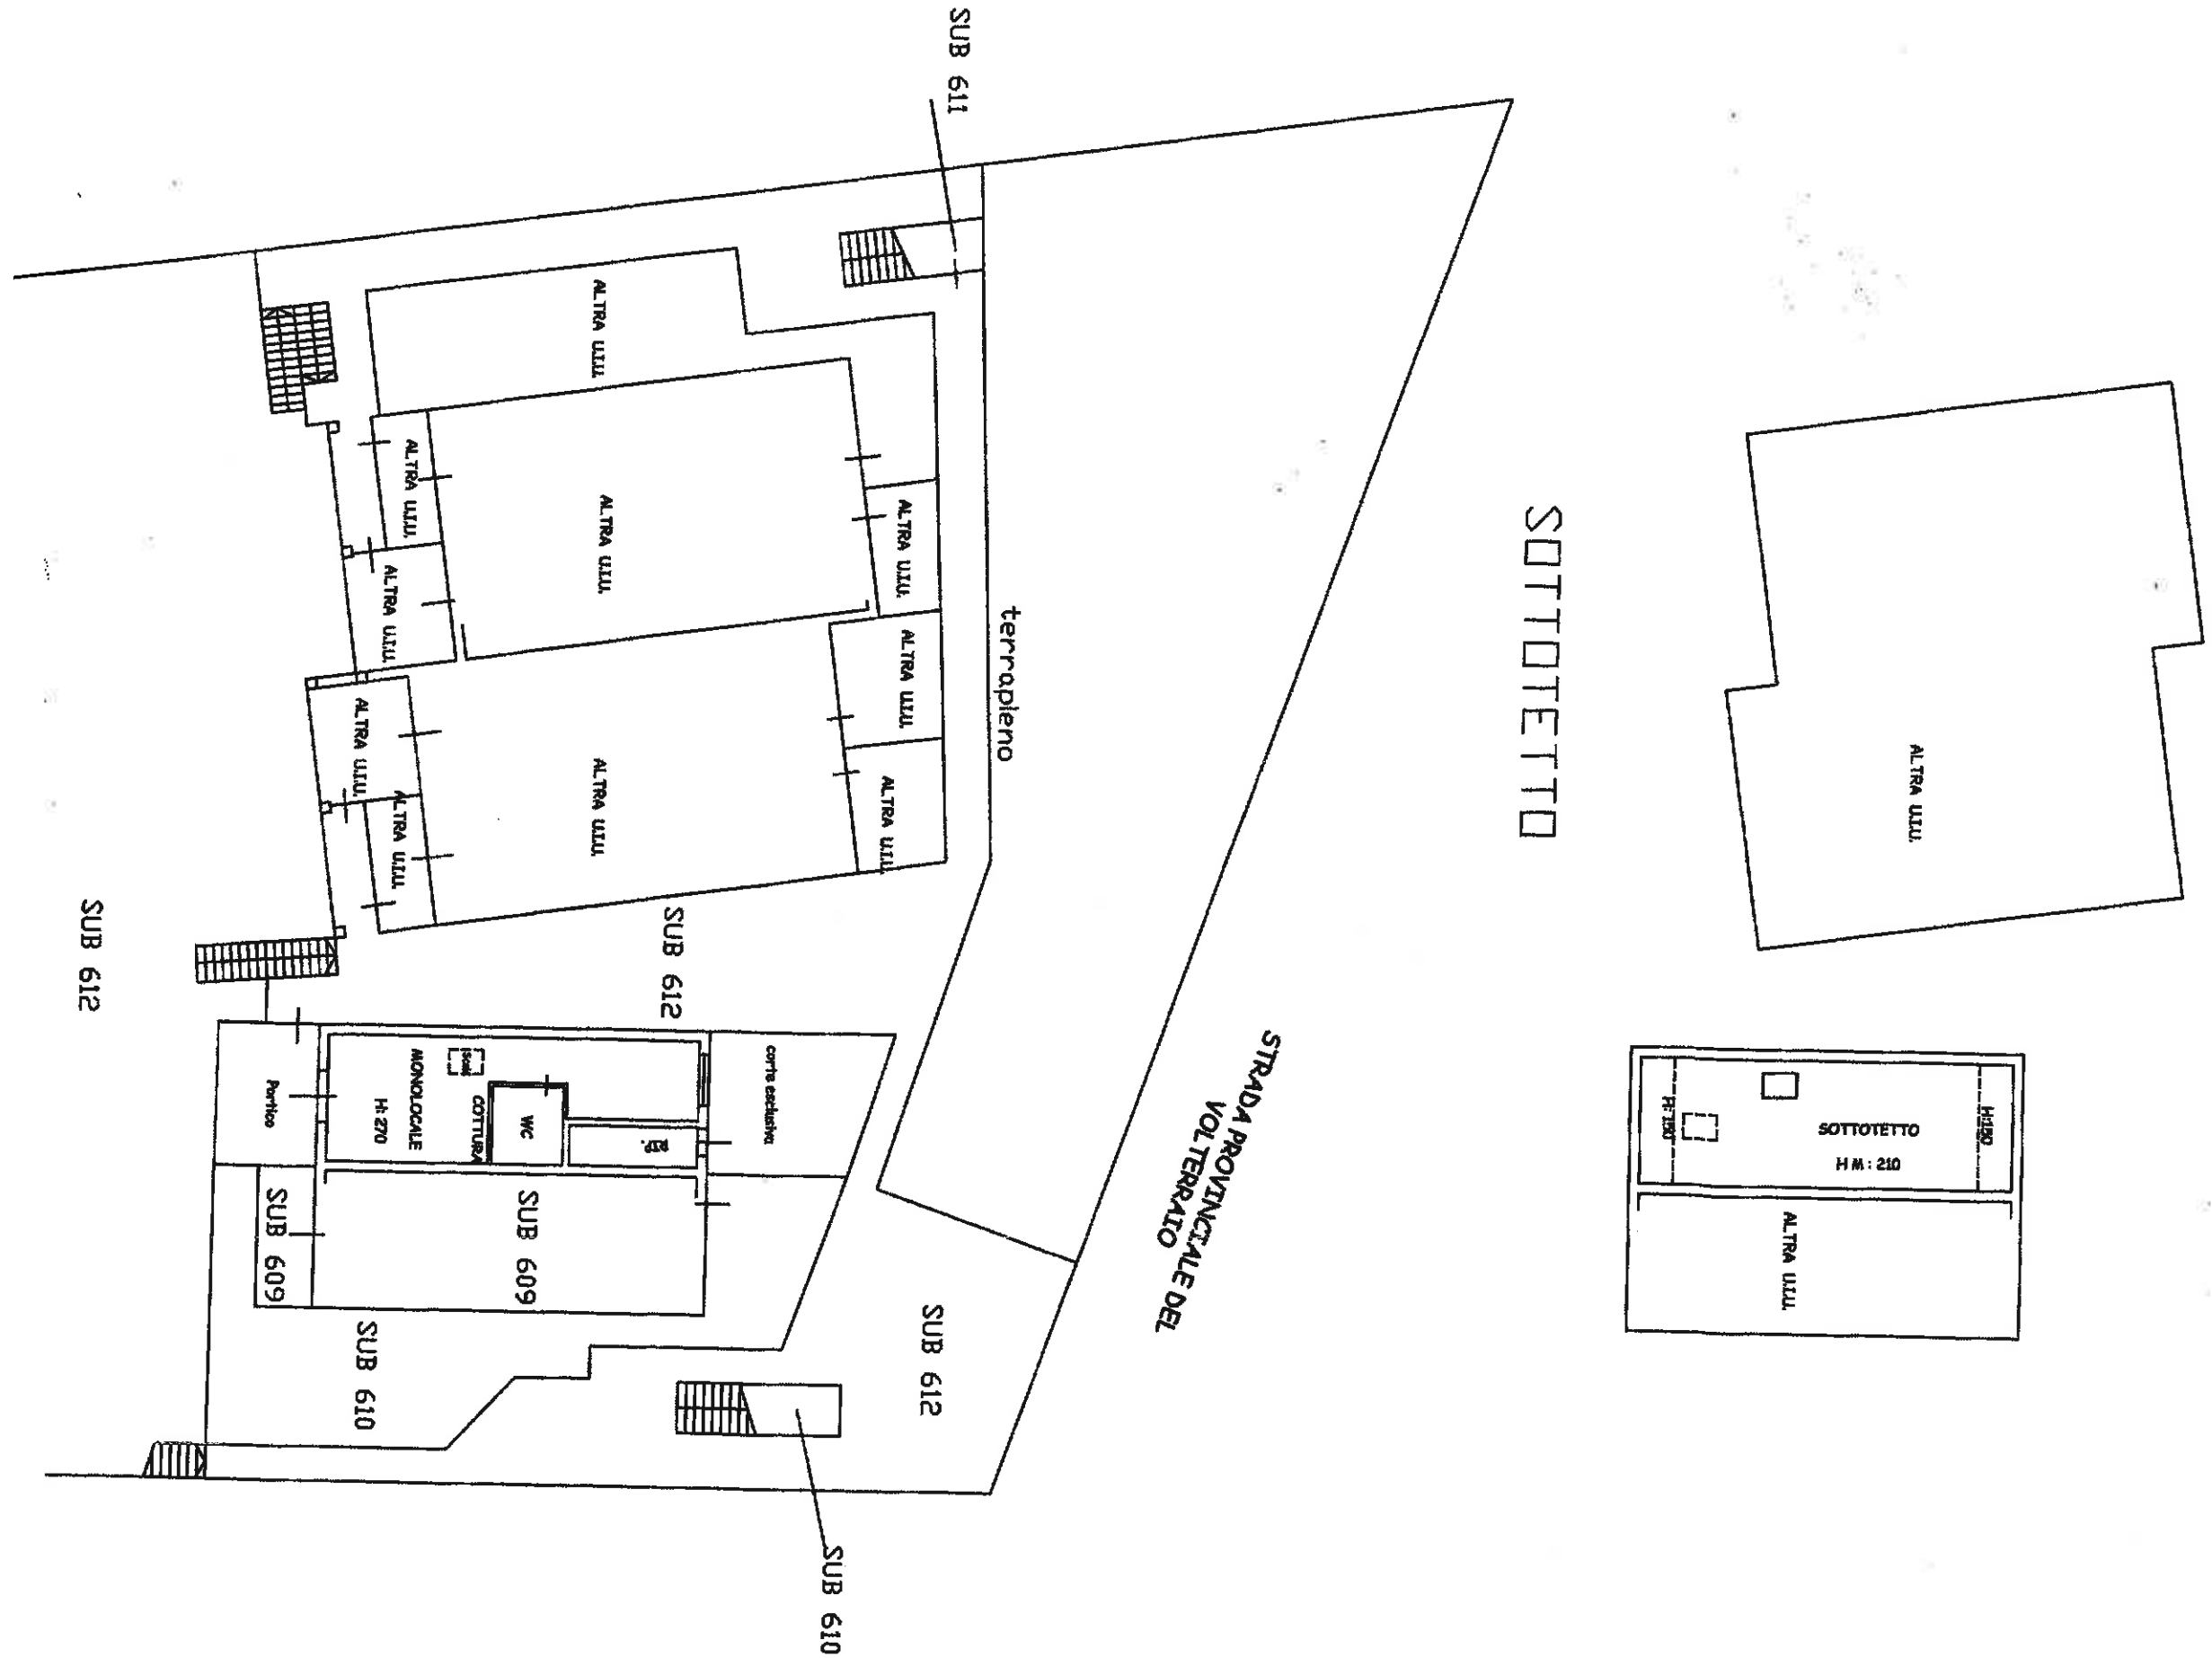 SUB 611
ALTRA U.I.U.
ALTRA U.I.U.
ALTRA U.I.U.
ALTRA U.I.U.
ALTRA U.I.U.
ALTRA U.I.U.
ALTRA U.I.U.
ALTRA U.I.U.
ALTRA U.I.U.
ALTRA U.I.U.
terrapieno
SUB 612
SUB 612
Portico
MONOLOCALE
H: 270
COTTURA
WC
corte esclusiva
SUB 609
SUB 609
SUB 610
SUB 612
SUB 610
STRADA PROVINCIALE DEL
VOLTERRAIO
SOTTOTETTO
ALTRA U.I.U.
H:150
SOTTOTETTO
H M : 210
H:150
ALTRA U.I.U.